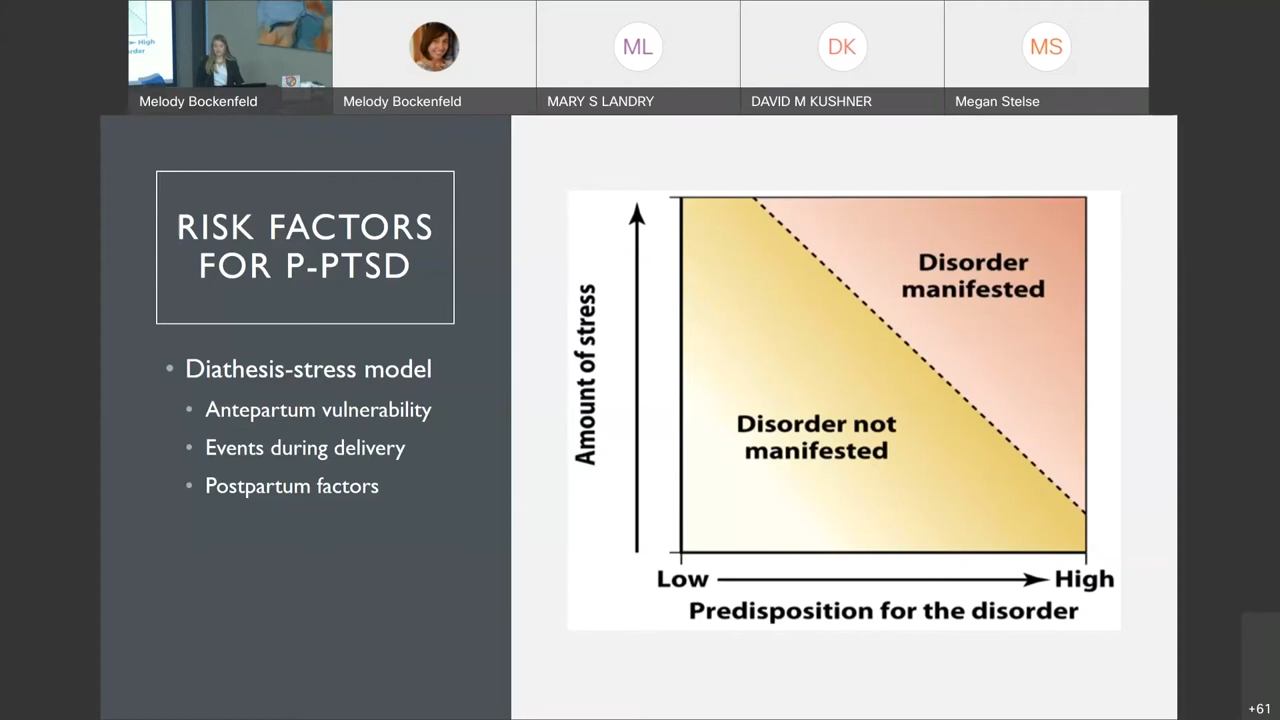 High
order
Melody Bockenfeld
Melody Bockenfeld
ML
MARY S LANDRY
DK
DAVID M KUSHNER
MS
Megan Stelse
RISK FACTORS
FOR P-PTSD
• Diathesis-stress model
• Antepartum vulnerability
• Events during delivery
• Postpartum factors
Amount of stress
Disorder
manifested
Disorder not
manifested
Low
High
Predisposition for the disorder
+61